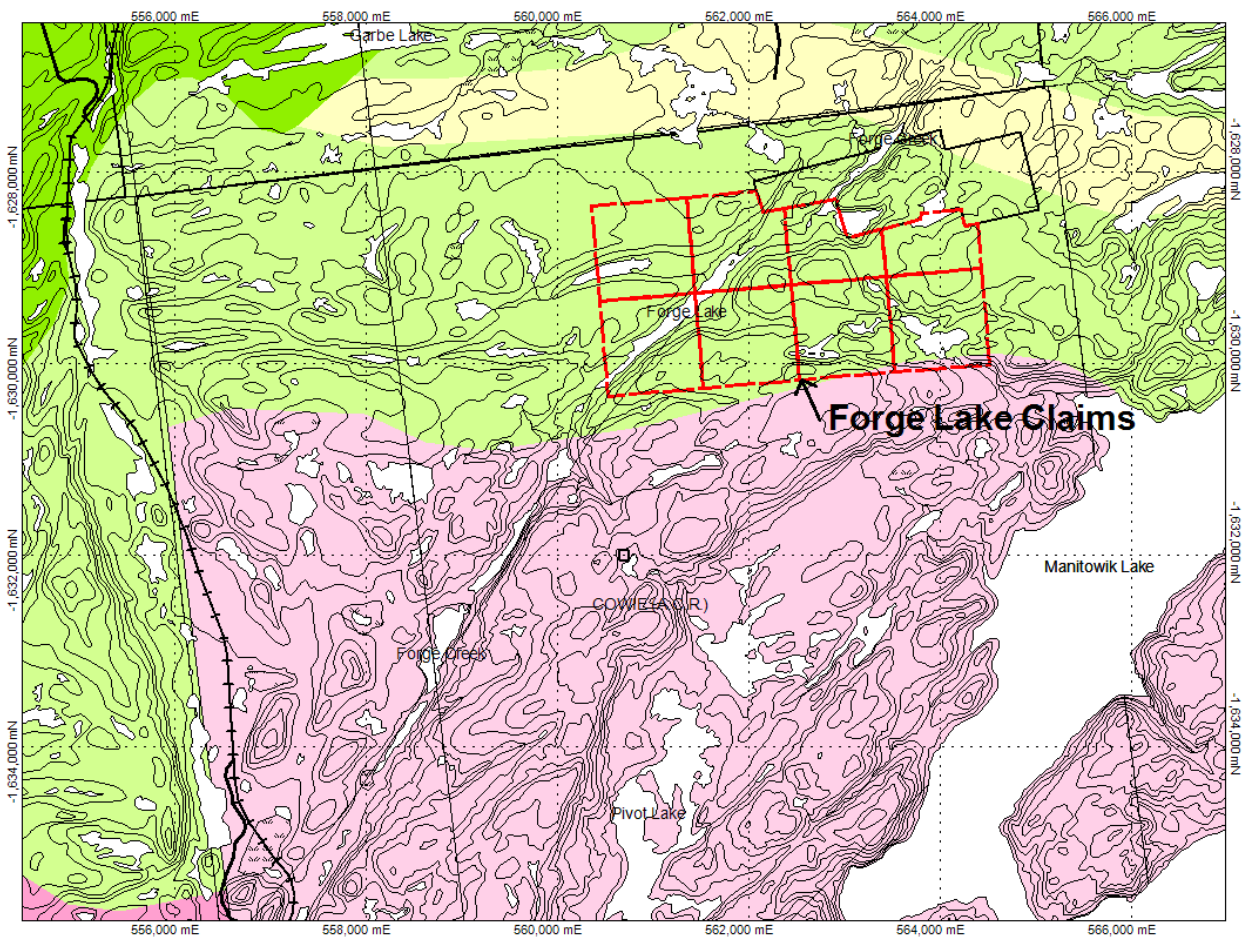 556,000 mE
558,000 mE
560,000 mE
562,000 mE
564,000 mE
566,000 mE
Garbe Lake
Forge Creek
-1,628,000 mN
-1,628,000 mN
Forge Lake
-1,630,000 mN
-1,630,000 mN
Forge Lake Claims
-1,632,000 mN
-1,632,000 mN
Manitowik Lake
COWIE (A.C.R.)
Forge Creek
-1,634,000 mN
-1,634,000 mN
Pivot Lake
556,000 mE
558,000 mE
560,000 mE
562,000 mE
564,000 mE
566,000 mE